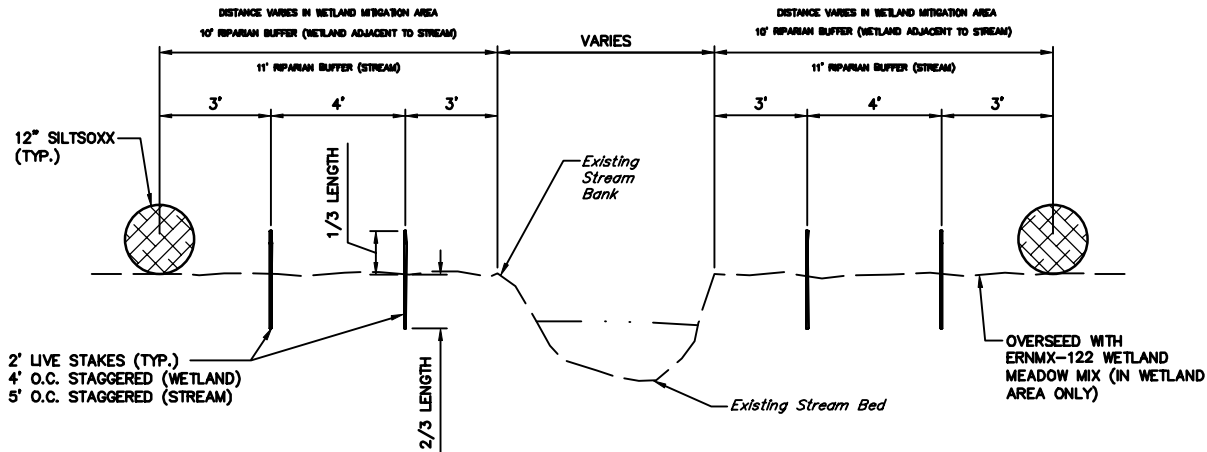 DISTANCE VARIES IN WETLAND MITIGATION AREA
10' RIPARIAN BUFFER (WETLAND ADJACENT TO STREAM)
11' RIPARIAN BUFFER (STREAM)
VARIES
DISTANCE VARIES IN WETLAND MITIGATION AREA
10' RIPARIAN BUFFER (WETLAND ADJACENT TO STREAM)
11' RIPARIAN BUFFER (STREAM)
3'
4'
3'
3'
4'
3'
12" SILTSOXX
(TYP.)
1/3 LENGTH
Existing
Stream
Bank
2' LIVE STAKES (TYP.)
4' O.C. STAGGERED (WETLAND)
5' O.C. STAGGERED (STREAM)
2/3 LENGTH
Existing Stream Bed
OVERSEED WITH
ERNMX-122 WETLAND
MEADOW MIX (IN WETLAND
AREA ONLY)